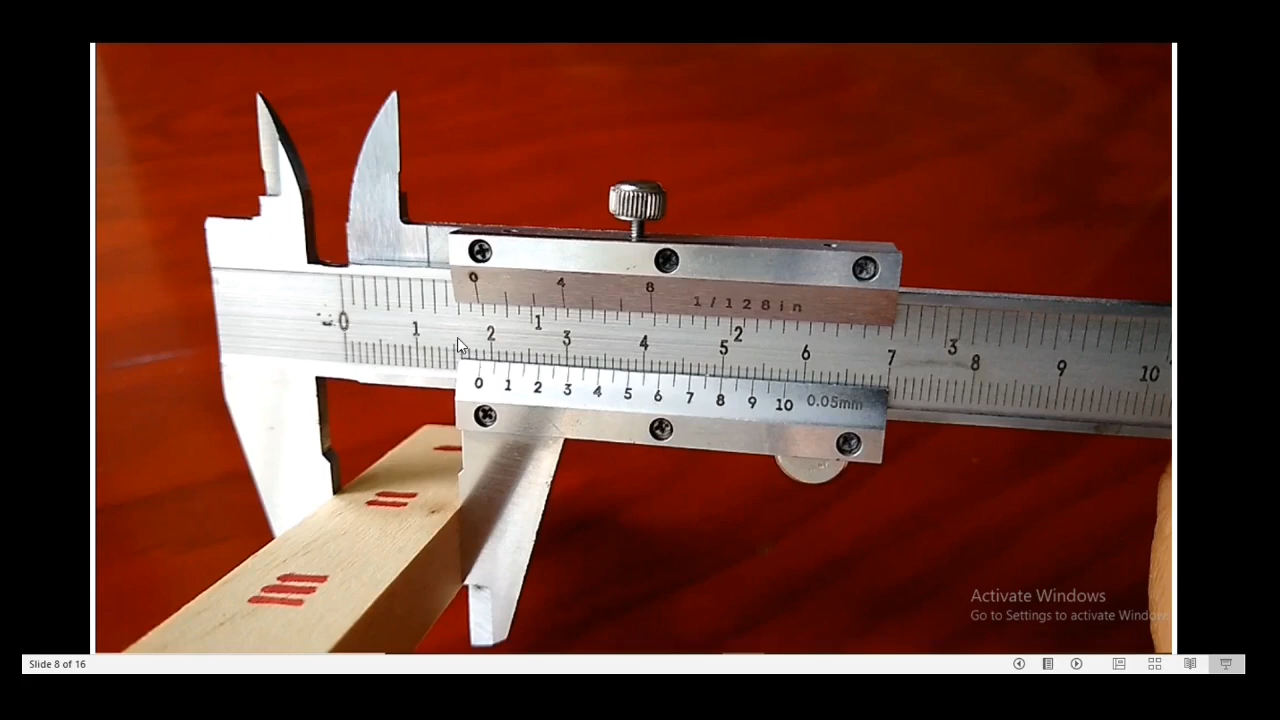 0 4 8
1/128in
0 1 2 3
1 2 3 4 5 6 7 8 9 10
0 1 2 3 4 5 6 7 8 9 10 0.05mm
Activate Windows
Go to Settings to activate Window
Slide 8 of 16